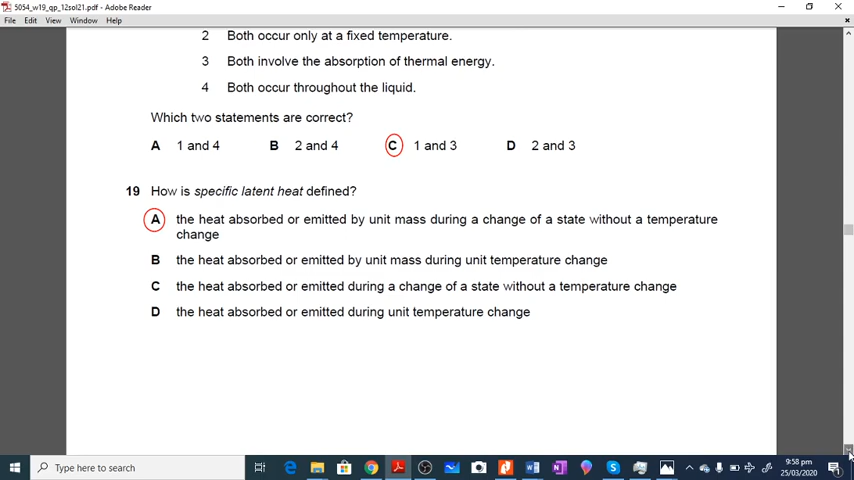 5054_w19_qp_12sol21.pdf - Adobe Reader
File Edit View Window Help
2 Both occur only at a fixed temperature.
3 Both involve the absorption of thermal energy.
4 Both occur throughout the liquid.
Which two statements are correct?
A 1 and 4 B 2 and 4 C 1 and 3 D 2 and 3
19 How is specific latent heat defined?
A the heat absorbed or emitted by unit mass during a change of a state without a temperature
change
B the heat absorbed or emitted by unit mass during unit temperature change
C the heat absorbed or emitted during a change of a state without a temperature change
D the heat absorbed or emitted during unit temperature change
Type here to search
9:58 pm
25/03/2020